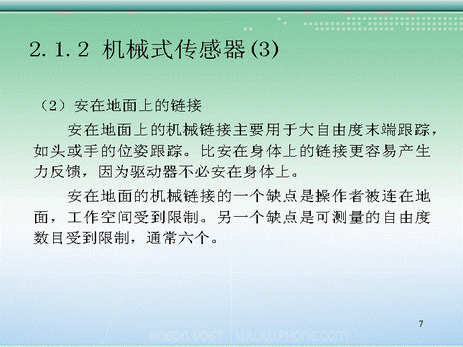 2.1.2 机械式传感器(3)
（2）安在地面上的链接
安在地面上的机械链接主要用于大自由度末端跟踪，
如头或手的位姿跟踪。比安在身体上的链接更容易产生
力反馈，因为驱动器不必安在身体上。
安在地面的机械链接的一个缺点是操作者被连在地
面，工作空间受到限制。另一个缺点是可测量的自由度
数目受到限制，通常六个。
7